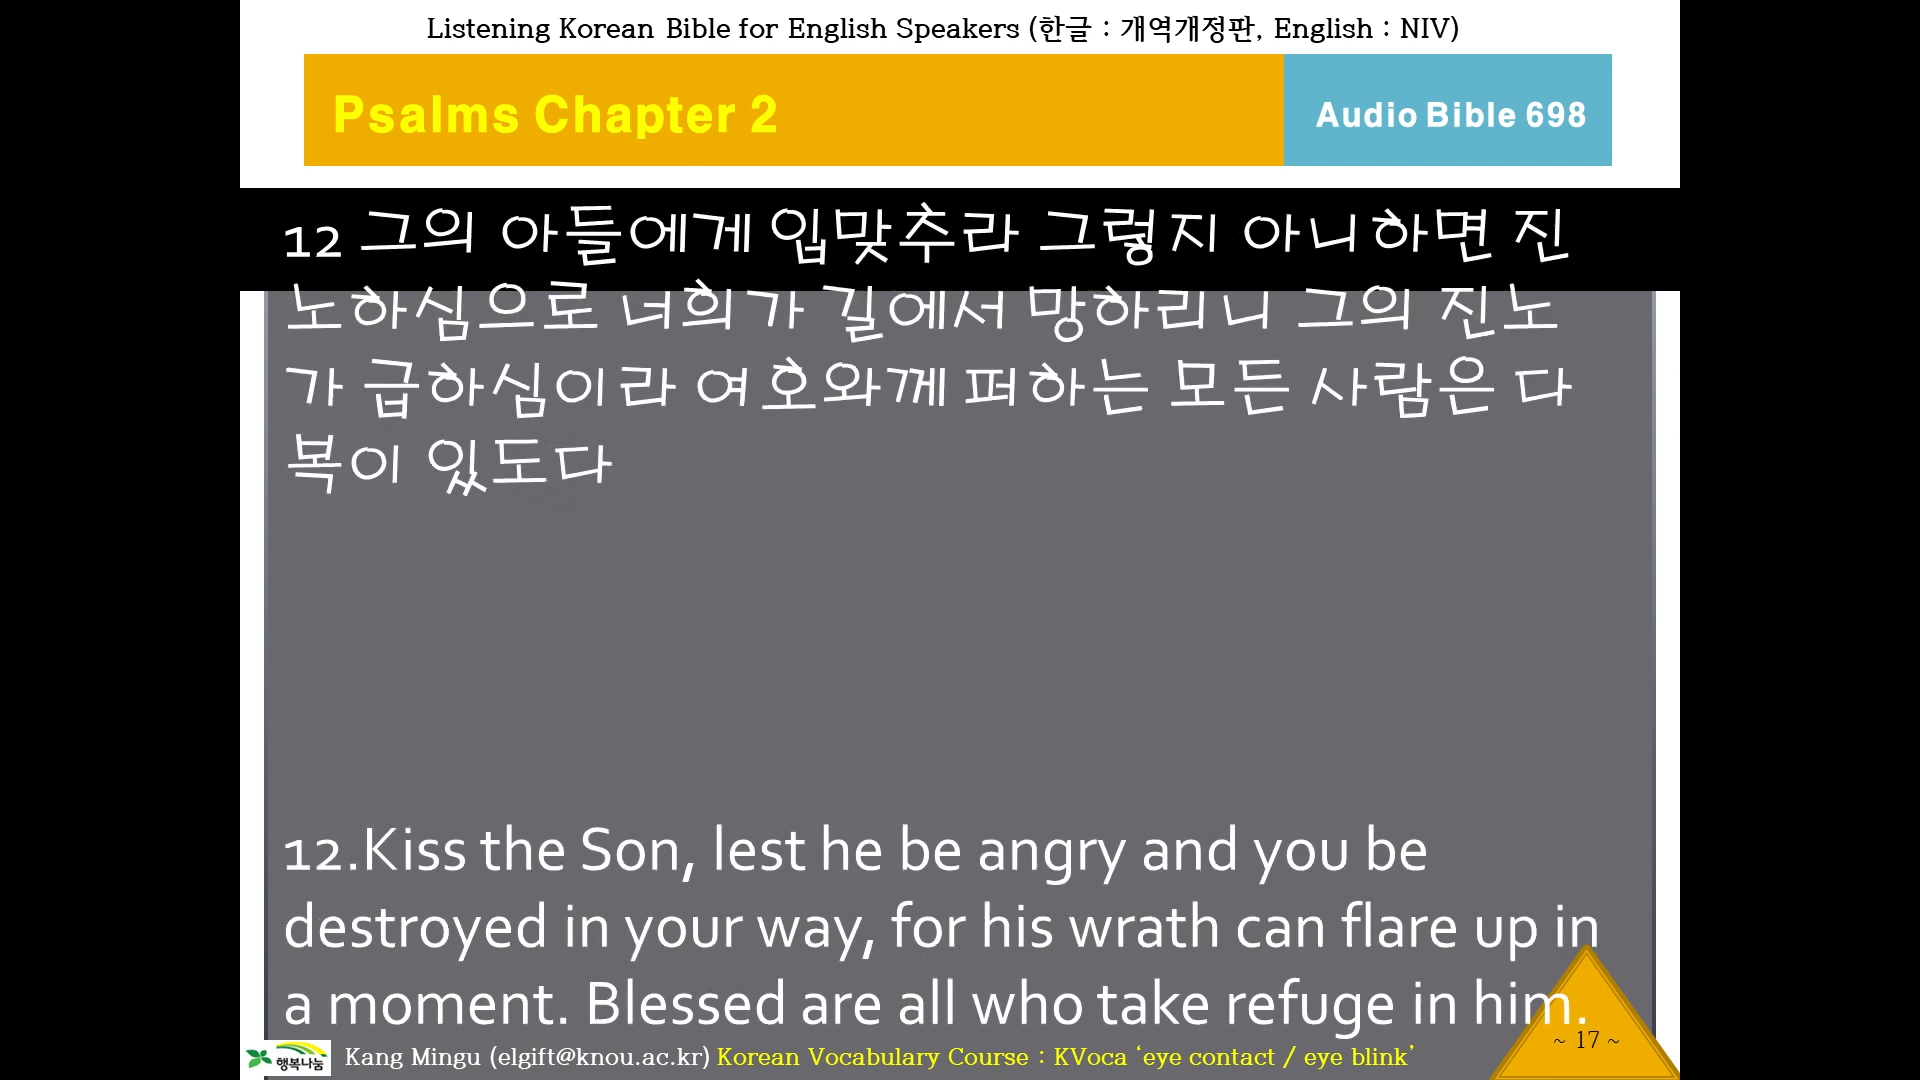 Listening Korean Bible for English Speakers (한글 : 개역개정판, English : NIV)
Psalms Chapter 2
Audio Bible 698
12 그의 아들에게 입맞추라 그렇지 아니하면 진
노하심으로 너희가 길에서 망하리니 그의 진노
가 급하심이라 여호와께 퍼하는 모든 사람은 다
복이 있도다
12.Kiss the Son, lest he be angry and you be
destroyed in your way, for his wrath can flare up in
a moment. Blessed are all who take refuge in him.
~ 17 ~
행복나눔
Kang Mingu (elgift@knou.ac.kr) Korean Vocabulary Course : KVoca ‘eye contact / eye blink’